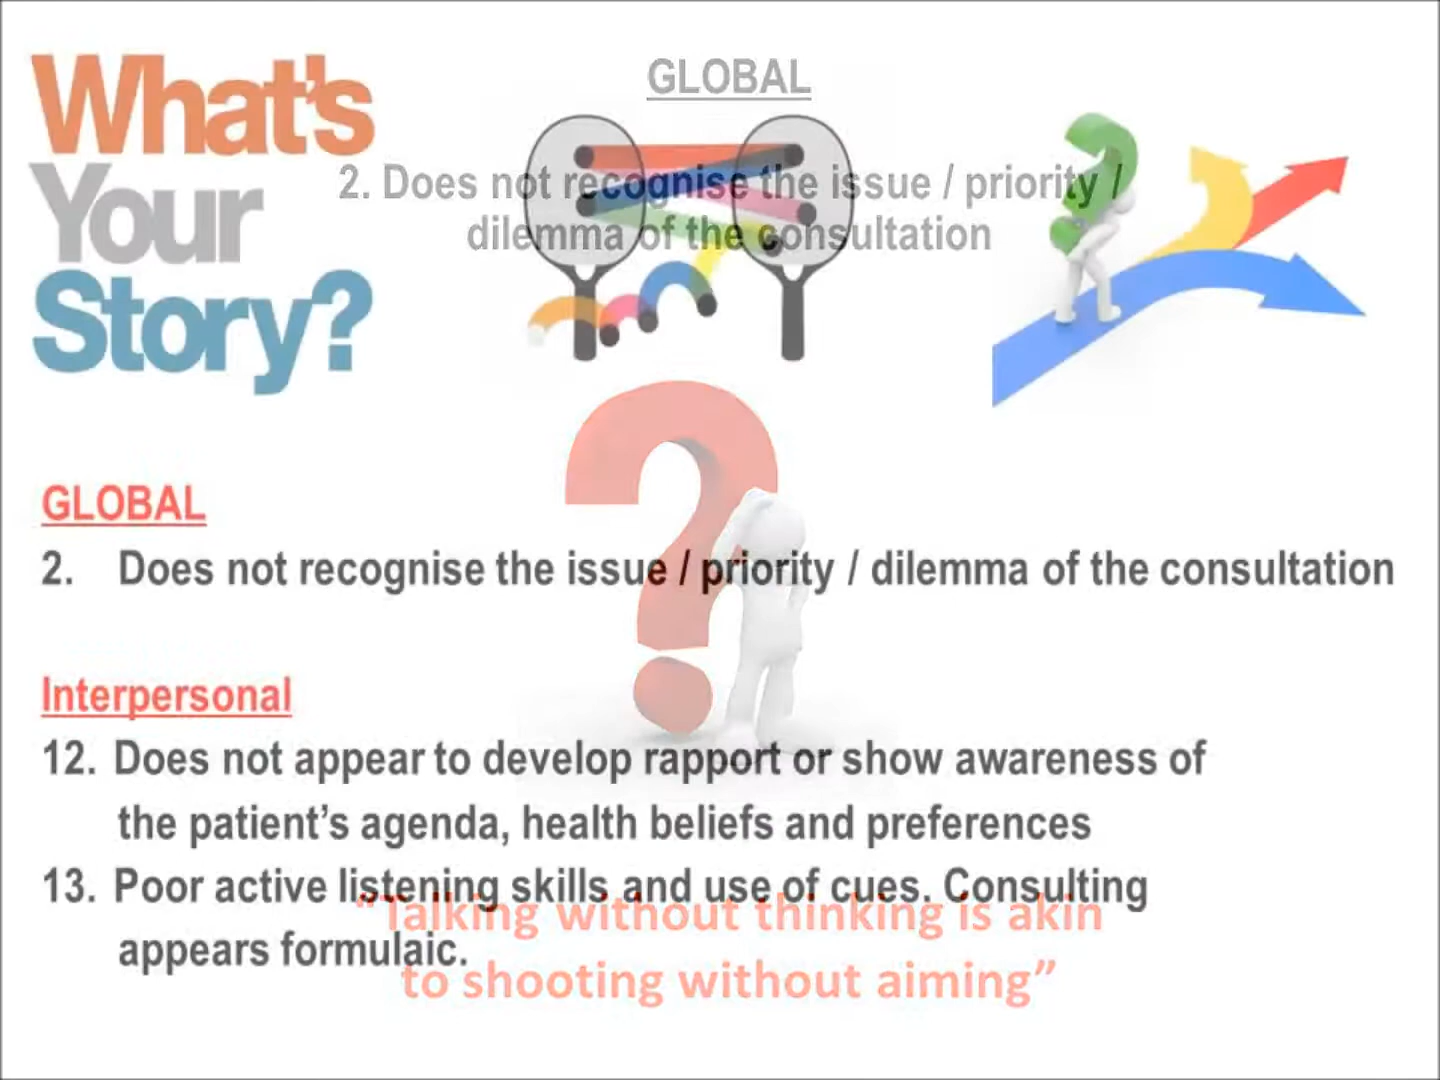 What's
Your
Story?
GLOBAL
2. Does not recognise the issue / priority /
dilemma of the consultation
GLOBAL
2. Does not recognise the issue / priority / dilemma of the consultation
Interpersonal
12. Does not appear to develop rapport or show awareness of
the patient’s agenda, health beliefs and preferences
13. Poor active listening skills and use of cues. Consulting
appears formulaic.
“Talking without thinking is akin
to shooting without aiming”